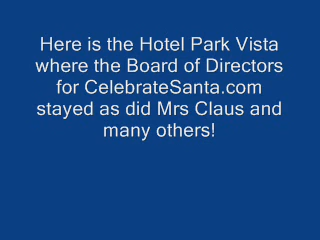 Here is the Hotel Park Vista
where the Board of Directors
for CelebrateSanta.com
stayed as did Mrs Claus and
many others!